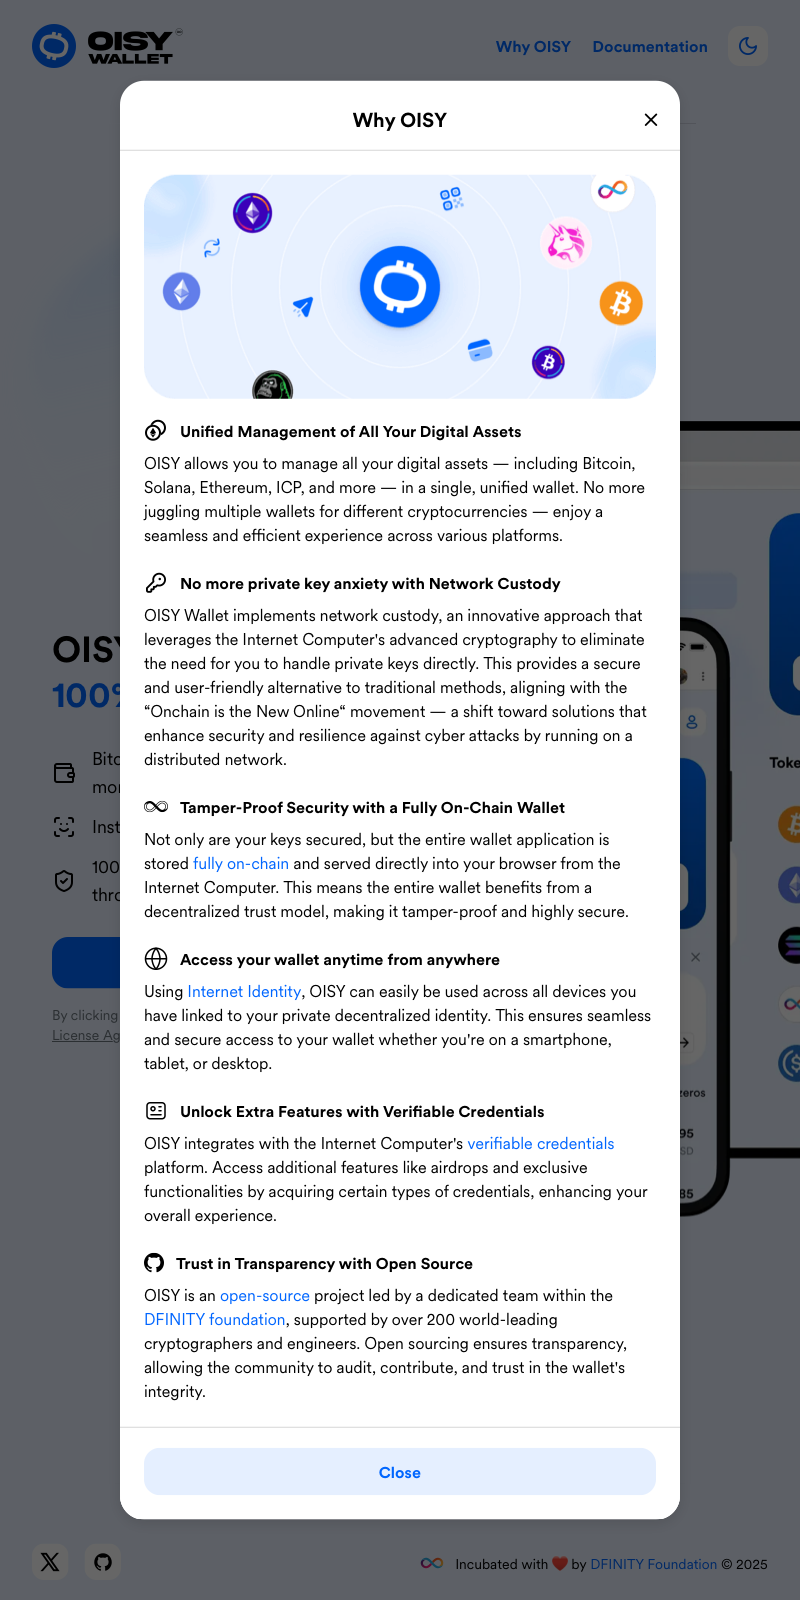 OISY
WALLET
Why OISY
Documentation
Why OISY
Unified Management of All Your Digital Assets
OISY allows you to manage all your digital assets — including Bitcoin,
Solana, Ethereum, ICP, and more — in a single, unified wallet. No more
juggling multiple wallets for different cryptocurrencies — enjoy a
seamless and efficient experience across various platforms.
No more private key anxiety with Network Custody
OISY Wallet implements network custody, an innovative approach that
leverages the Internet Computer's advanced cryptography to eliminate
the need for you to handle private keys directly. This provides a secure
and user-friendly alternative to traditional methods, aligning with the
“Onchain is the New Online“ movement — a shift toward solutions that
enhance security and resilience against cyber attacks by running on a
distributed network.
Tamper-Proof Security with a Fully On-Chain Wallet
Not only are your keys secured, but the entire wallet application is
stored fully on-chain and served directly into your browser from the
Internet Computer. This means the entire wallet benefits from a
decentralized trust model, making it tamper-proof and highly secure.
Access your wallet anytime from anywhere
Using Internet Identity, OISY can easily be used across all devices you
have linked to your private decentralized identity. This ensures seamless
and secure access to your wallet whether you're on a smartphone,
tablet, or desktop.
Unlock Extra Features with Verifiable Credentials
OISY integrates with the Internet Computer's verifiable credentials
platform. Access additional features like airdrops and exclusive
functionalities by acquiring certain types of credentials, enhancing your
overall experience.
Trust in Transparency with Open Source
OISY is an open-source project led by a dedicated team within the
DFINITY foundation, supported by over 200 world-leading
cryptographers and engineers. Open sourcing ensures transparency,
allowing the community to audit, contribute, and trust in the wallet's
integrity.
Close
OISY
100%
Inst
100
By clicking
License Ag
Toke
zeros
95
SD
35
Incubated with ❤️ by DFINITY Foundation © 2025